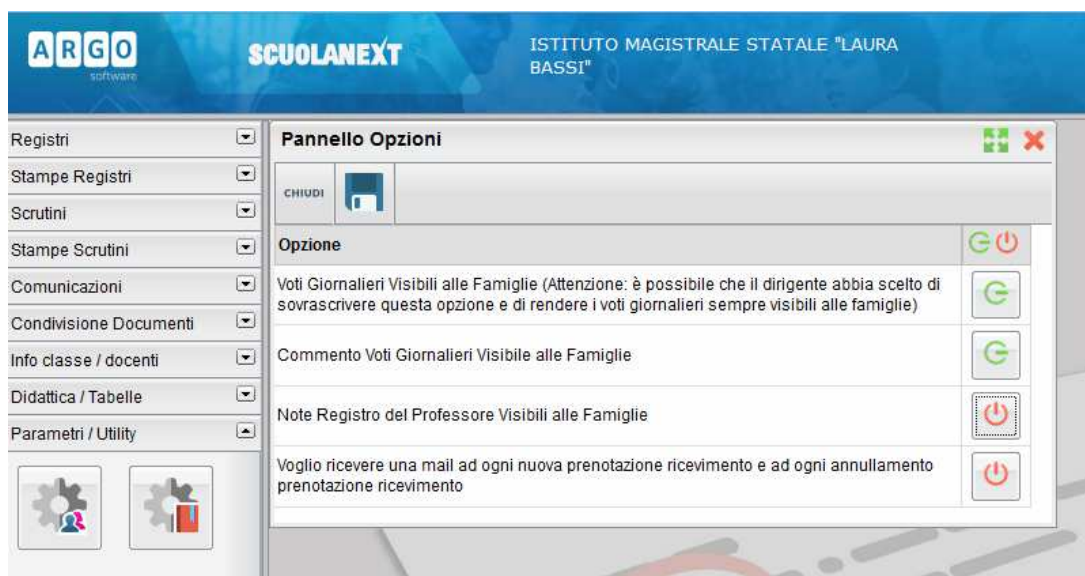 ARGO
software
SCUOLANEXT
ISTITUTO MAGISTRALE STATALE "LAURA
BASSI"
Registri
Stampe Registri
Scrutini
Stampe Scrutini
Comunicazioni
Condivisione Documenti
Info classe / docenti
Didattica / Tabelle
Parametri / Utility
Pannello Opzioni
CHIUDI
Opzione
Voti Giornalieri Visibili alle Famiglie (Attenzione: è possibile che il dirigente abbia scelto di
sovrascrivere questa opzione e di rendere i voti giornalieri sempre visibili alle famiglie)
Commento Voti Giornalieri Visibile alle Famiglie
Note Registro del Professore Visibili alle Famiglie
Voglio ricevere una mail ad ogni nuova prenotazione ricevimento e ad ogni annullamento
prenotazione ricevimento